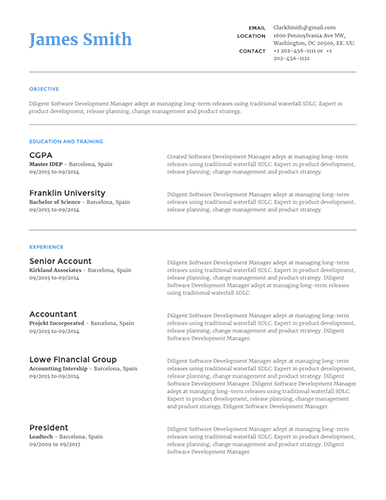 James Smith
EMAIL ClarkSmith@gmail.com
LOCATION 1600 Pennsylvania Ave NW,
Washington, DC 20500, EE. UU.
CONTACT +1 202-456-1111 or +1
202-456-1121
OBJECTIVE
Diligent Software Development Manager adept at managing long-term releases using traditional waterfall SDLC. Expert in
product development, release planning, change management and product strategy.
EDUCATION AND TRAINING
CGPA
Master IDEP - Barcelona, Spain
09/2015 to 09/2014
Created Software Development Manager adept at managing long-term
releases using traditional waterfall SDLC. Expert in product development,
release planning, change management and product strategy.
Franklin University
Bachelor of Science - Barcelona, Spain
09/2015 to 09/2014
Diligent Software Development Manager adept at managing long-term
releases using traditional waterfall SDLC. Expert in product development,
release planning, change management and product strategy.
EXPERIENCE
Senior Account
Kirkland Associates - Barcelona, Spain
09/2015 to 09/2014
Diligent Software Development Manager adept at managing long-term
releases using traditional waterfall SDLC. Expert in product development,
release planning, change management and product strategy. Diligent
Software Development Manager adept at managing long-term releases
using traditional waterfall SDLC.
Accountant
Projekt Incorporated - Barcelona, Spain
09/2015 to 09/2014
Diligent Software Development Manager adept at managing long-term
releases using traditional waterfall SDLC. Expert in product development,
release planning, change management and product strategy. Diligent
Software Development Manager.
Lowe Financial Group
Accounting Intership - Barcelona, Spain
09/2015 to 09/2014
Diligent Software Development Manager adept at managing long-term
releases using traditional waterfall SDLC. Expert in product development,
release planning, change management and product strategy. Diligent
Software Development Manager. Diligent Software Development Manager
adept at managing long-term releases using traditional waterfall SDLC.
Expert in product development, release planning, change management
and product strategy. Diligent Software Development Manager.
President
Leadtech - Barcelona, Spain
09/2009 to 09/2017
Diligent Software Development Manager adept at managing long-term
releases using traditional waterfall SDLC. Expert in product development,
release planning, change management and product strategy. Diligent
Software Development Manager.